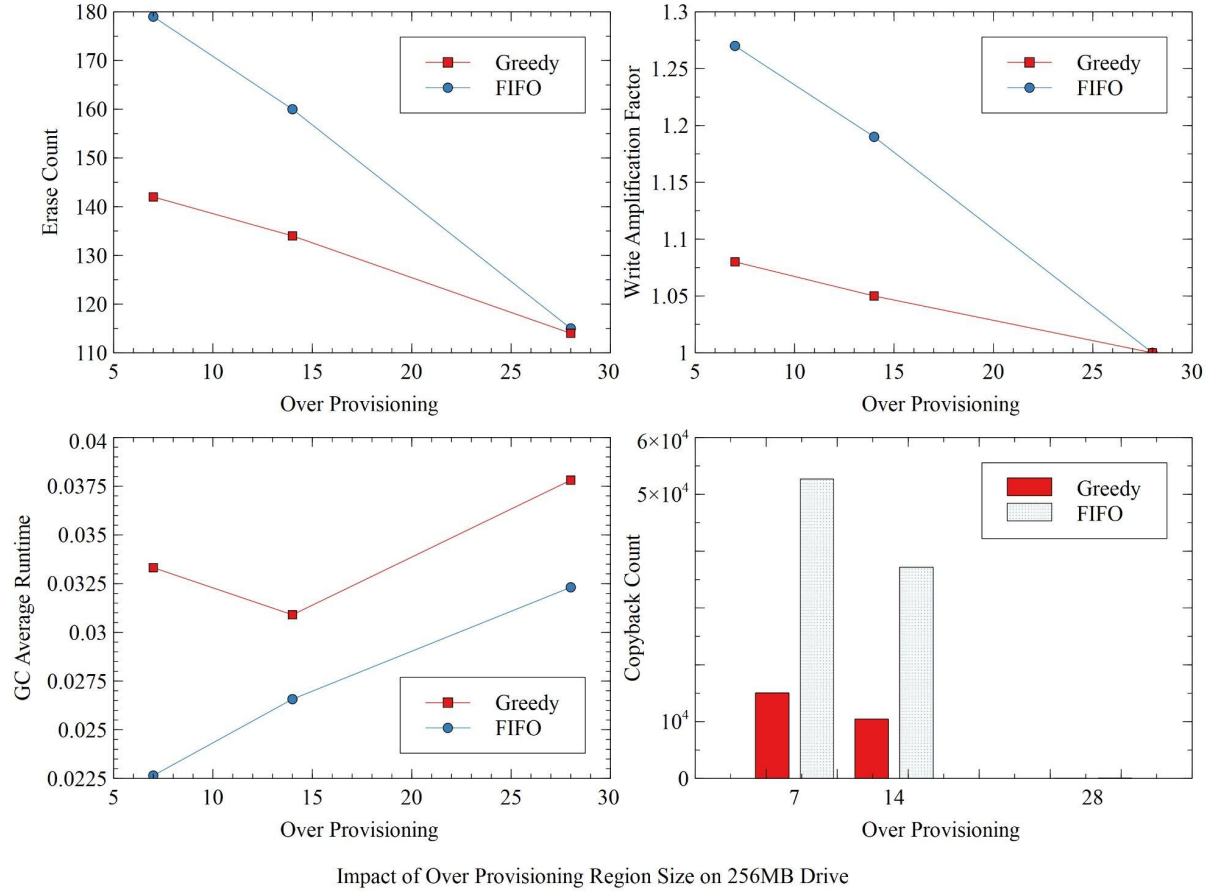 180
170
160
150
140
130
120
110
Erase Count
Greedy
FIFO
5 10 15 20 25 30
Over Provisioning
1.3
1.25
1.2
1.15
1.1
1.05
1
Write Amplification Factor
Greedy
FIFO
5 10 15 20 25 30
Over Provisioning
0.04
0.0375
0.035
0.0325
0.03
0.0275
0.025
0.0225
GC Average Runtime
Greedy
FIFO
5 10 15 20 25 30
Over Provisioning
6×10⁴
5×10⁴
10⁴
0
Copyback Count
Greedy
FIFO
7 14 28
Over Provisioning
Impact of Over Provisioning Region Size on 256MB Drive